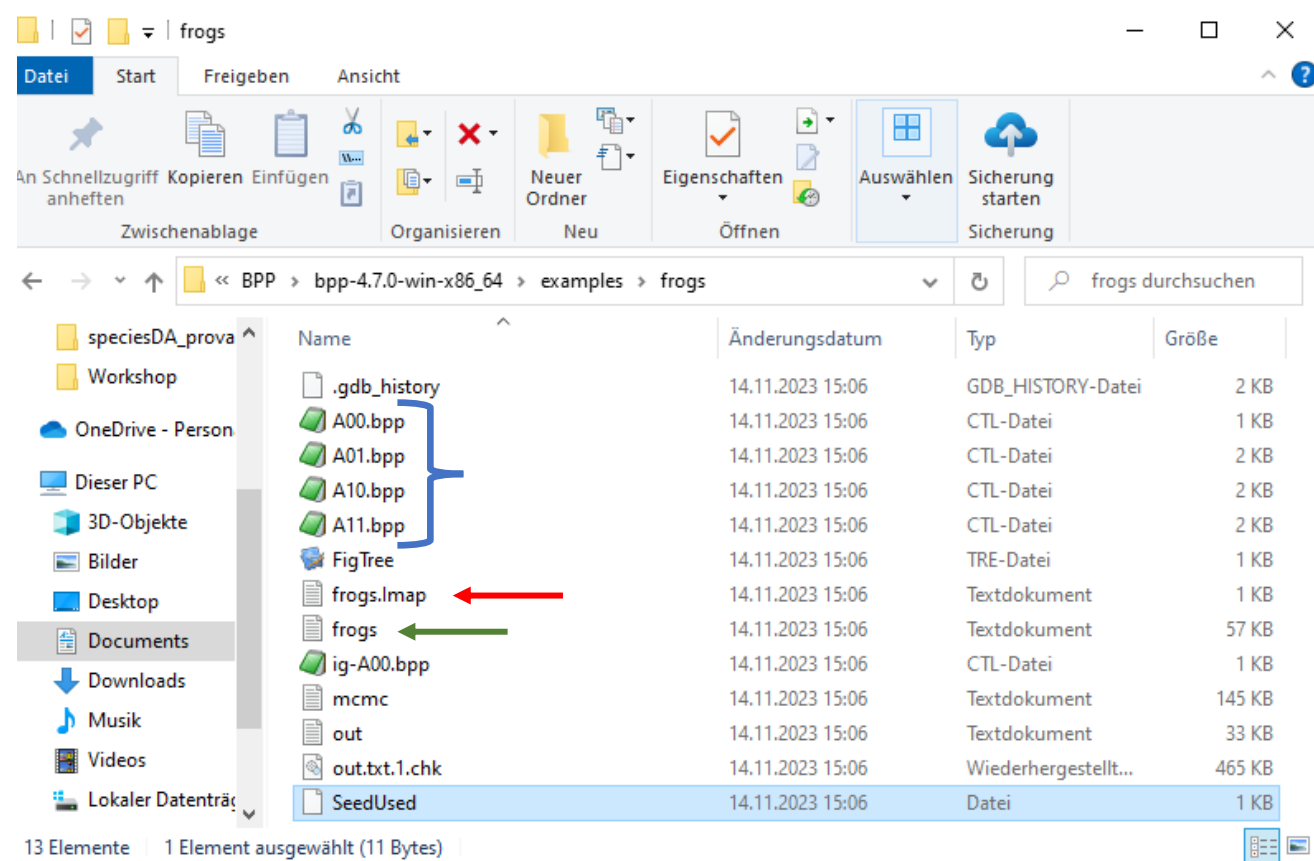 frogs
Datei Start Freigeben Ansicht
An Schnellzugriff anheften
Kopieren
Einfügen
Neuer Ordner
Eigenschaften
Auswählen
Sicherung starten
Zwischenablage Organisieren Neu Öffnen Sicherung
« BPP › bpp-4.7.0-win-x86_64 › examples › frogs
frogs durchsuchen
speciesDA_prova
Workshop
OneDrive - Person
Dieser PC
3D-Objekte
Bilder
Desktop
Documents
Downloads
Musik
Videos
Lokaler Datenträg
Name Änderungsdatum Typ Größe
.gdb_history 14.11.2023 15:06 GDB_HISTORY-Datei 2 KB
A00.bpp 14.11.2023 15:06 CTL-Datei 1 KB
A01.bpp 14.11.2023 15:06 CTL-Datei 2 KB
A10.bpp 14.11.2023 15:06 CTL-Datei 2 KB
A11.bpp 14.11.2023 15:06 CTL-Datei 2 KB
FigTree 14.11.2023 15:06 TRE-Datei 1 KB
frogs.Imap 14.11.2023 15:06 Textdokument 1 KB
frogs 14.11.2023 15:06 Textdokument 57 KB
ig-A00.bpp 14.11.2023 15:06 CTL-Datei 1 KB
mcmc 14.11.2023 15:06 Textdokument 145 KB
out 14.11.2023 15:06 Textdokument 33 KB
out.txt.1.chk 14.11.2023 15:06 Wiederhergestellt... 465 KB
SeedUsed 14.11.2023 15:06 Datei 1 KB
13 Elemente 1 Element ausgewählt (11 Bytes)